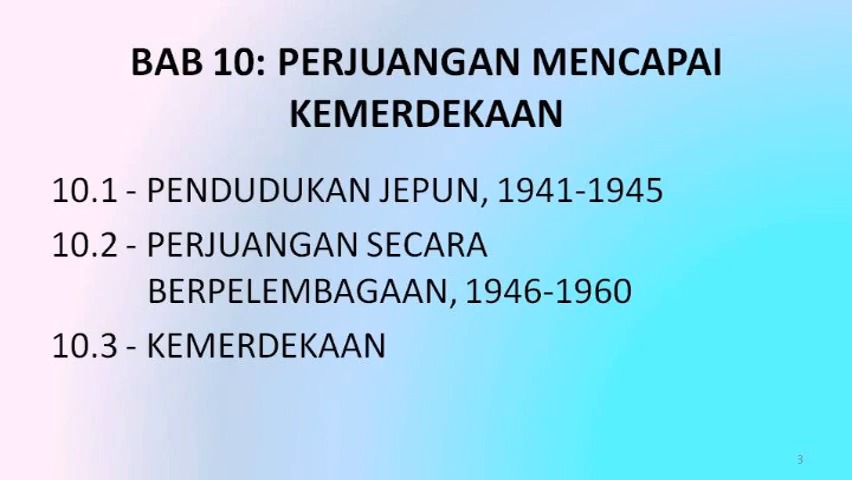 BAB 10: PERJUANGAN MENCAPAI
KEMERDEKAAN
10.1 - PENDUDUKAN JEPUN, 1941-1945
10.2 - PERJUANGAN SECARA
BERPELEMBAGAAN, 1946-1960
10.3 - KEMERDEKAAN
3